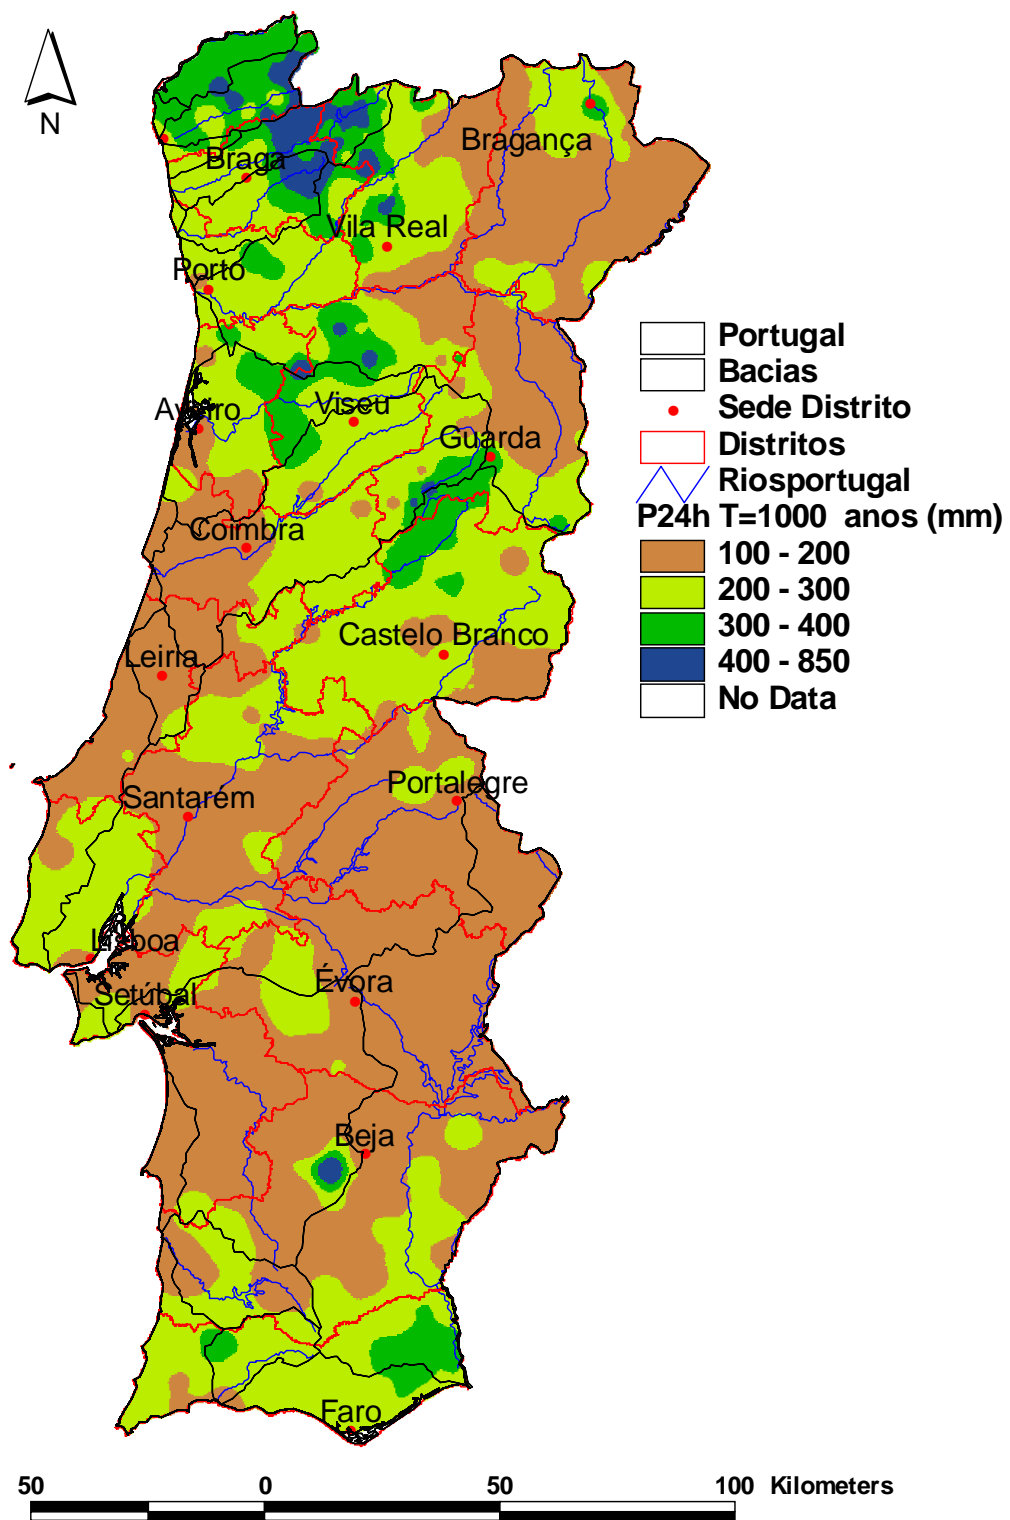 N
Bragança
Braga
Vila Real
Porto
Portugal
Bacias
Sede Distrito
Distritos
Riosportugal
P24h T=1000 anos (mm)
100 - 200
200 - 300
300 - 400
400 - 850
No Data
Aveiro
Viseu
Guarda
Coimbra
Castelo Branco
Leiria
Portalegre
Santarem
Lisboa
Évora
Setúbal
Beja
Faro
50 0 50 100 Kilometers